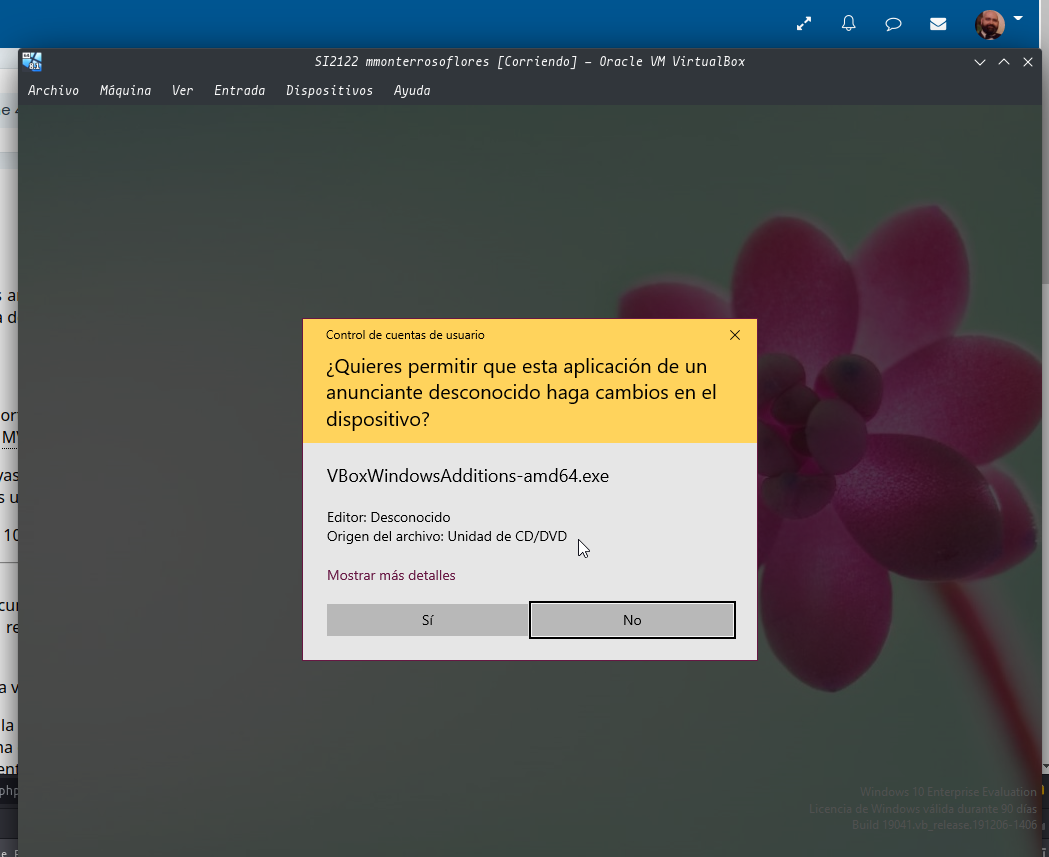 SI2122 mmonterrosoflores [Corriendo] – Oracle VM VirtualBox
Archivo Máquina Ver Entrada Dispositivos Ayuda
Control de cuentas de usuario
¿Quieres permitir que esta aplicación de un
anunciante desconocido haga cambios en el
dispositivo?
VBoxWindowsAdditions-amd64.exe
Editor: Desconocido
Origen del archivo: Unidad de CD/DVD
Mostrar más detalles
Sí No
Windows 10 Enterprise Evaluation
Licencia de Windows válida durante 90 días
Build 19041.vb_release.191206-1406
la
10
php